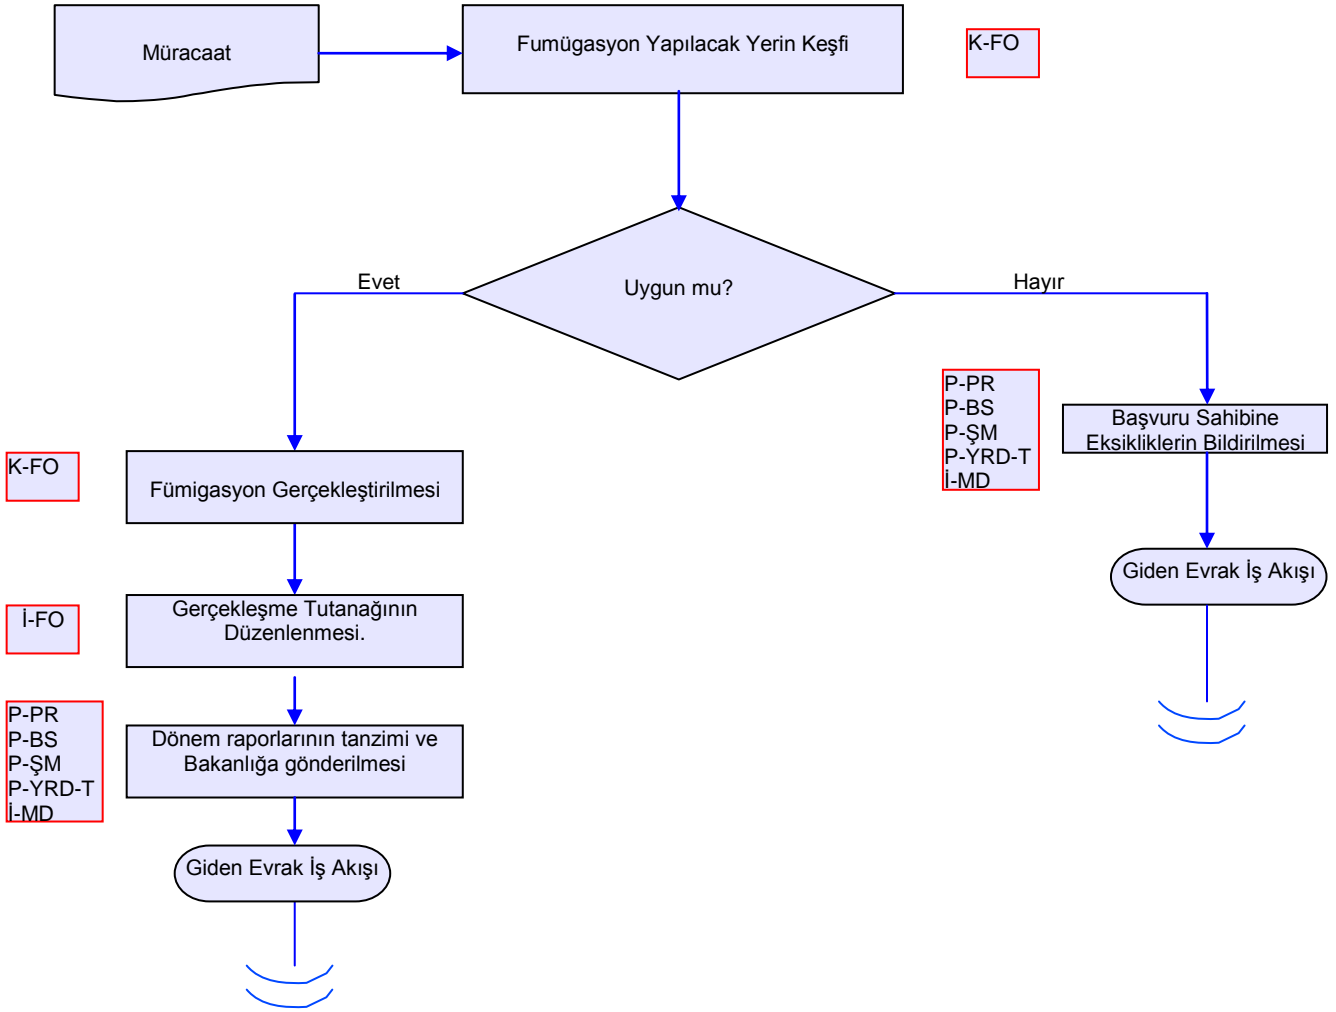 Müracaat
Fumügasyon Yapılacak Yerin Keşfi
K-FO
Uygun mu?
Evet
Hayır
P-PR
P-BS
P-ŞM
P-YRD-T
İ-MD
Başvuru Sahibine
Eksikliklerin Bildirilmesi
Giden Evrak İş Akışı
K-FO
Fümigasyon Gerçekleştirilmesi
İ-FO
Gerçekleşme Tutanağının
Düzenlenmesi.
P-PR
P-BS
P-ŞM
P-YRD-T
İ-MD
Dönem raporlarının tanzimi ve
Bakanlığa gönderilmesi
Giden Evrak İş Akışı